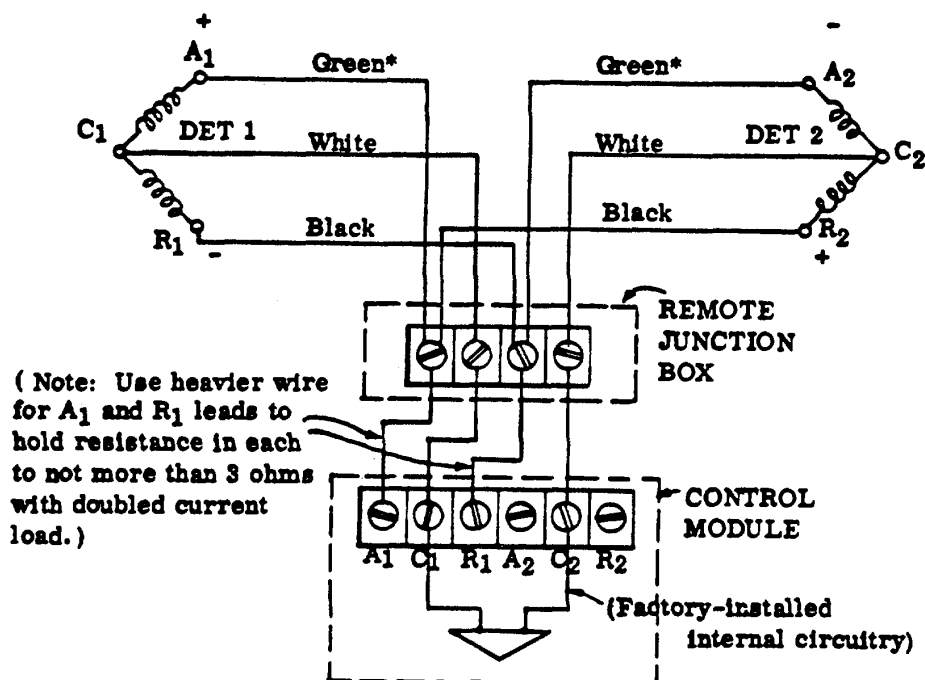 +
-
A1
Green*
Green*
A2
C1
DET 1
White
White
DET 2
C2
R1
-
Black
Black
R2
+
REMOTE
JUNCTION
BOX
( Note: Use heavier wire
for A1 and R1 leads to
hold resistance in each
to not more than 3 ohms
with doubled current
load.)
CONTROL
MODULE
A1 C1 R1 A2 C2 R2
(Factory-installed
internal circuitry)